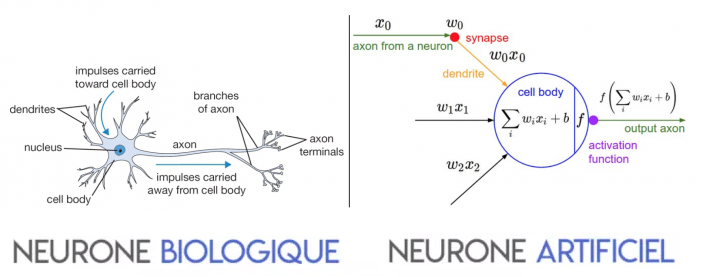 impulses carried
toward cell body
dendrites
nucleus
cell body
axon
impulses carried
away from cell body
branches
of axon
axon
terminals
NEURONE BIOLOGIQUE
x₀
w₀
synapse
axon from a neuron
w₀x₀
dendrite
w₁x₁
w₂x₂
cell body
∑ᵢ wᵢxᵢ + b
f
f(∑ᵢ wᵢxᵢ + b)
output axon
activation
function
NEURONE ARTIFICIEL